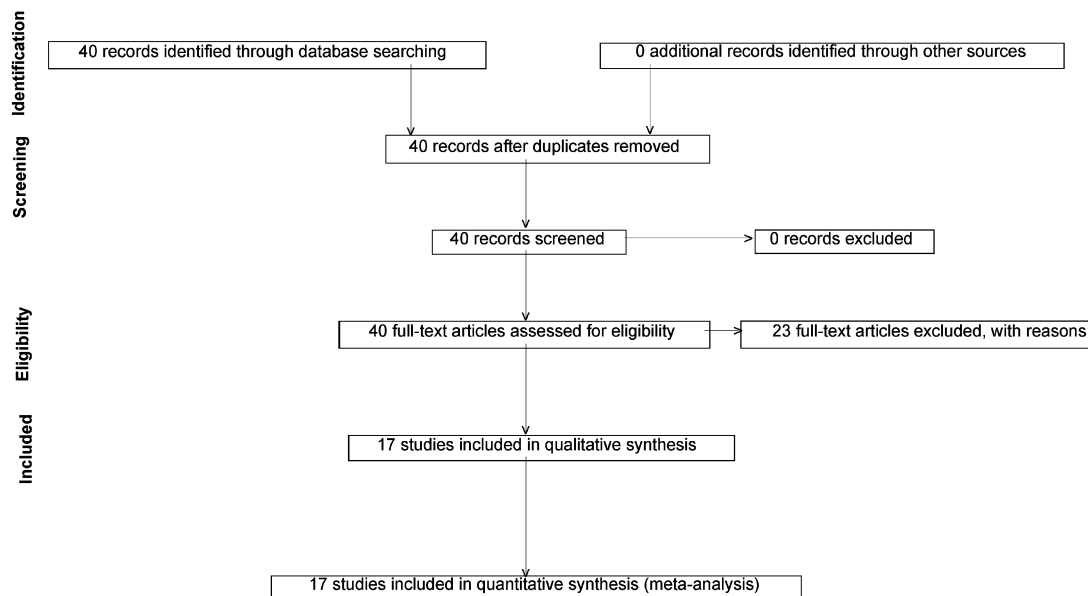 Identification
40 records identified through database searching
0 additional records identified through other sources
Screening
40 records after duplicates removed
40 records screened
0 records excluded
Eligibility
40 full-text articles assessed for eligibility
23 full-text articles excluded, with reasons
Included
17 studies included in qualitative synthesis
17 studies included in quantitative synthesis (meta-analysis)